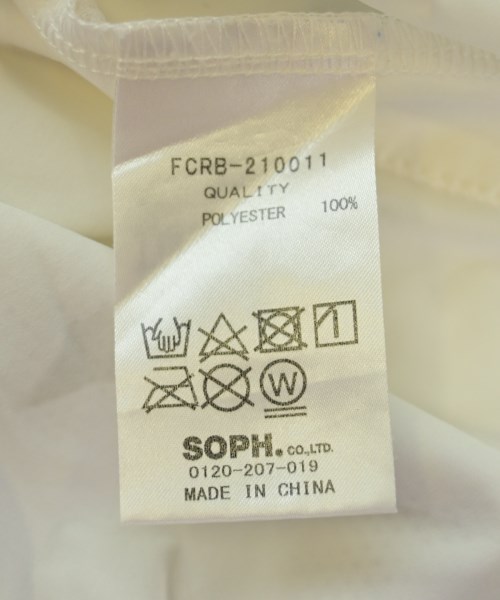 FCRB-210011
QUALITY
POLYESTER 100%
W
SOPH. CO.,LTD.
0120-207-019
MADE IN CHINA